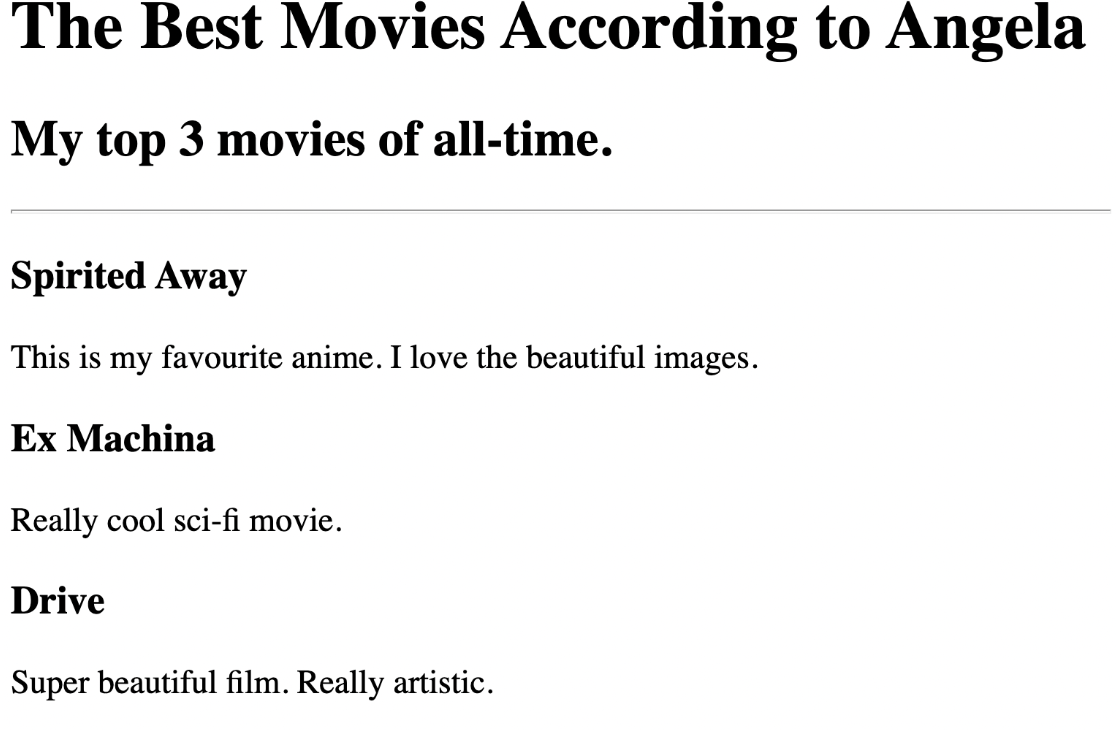 The Best Movies According to Angela
My top 3 movies of all-time.
Spirited Away
This is my favourite anime. I love the beautiful images.
Ex Machina
Really cool sci-fi movie.
Drive
Super beautiful film. Really artistic.